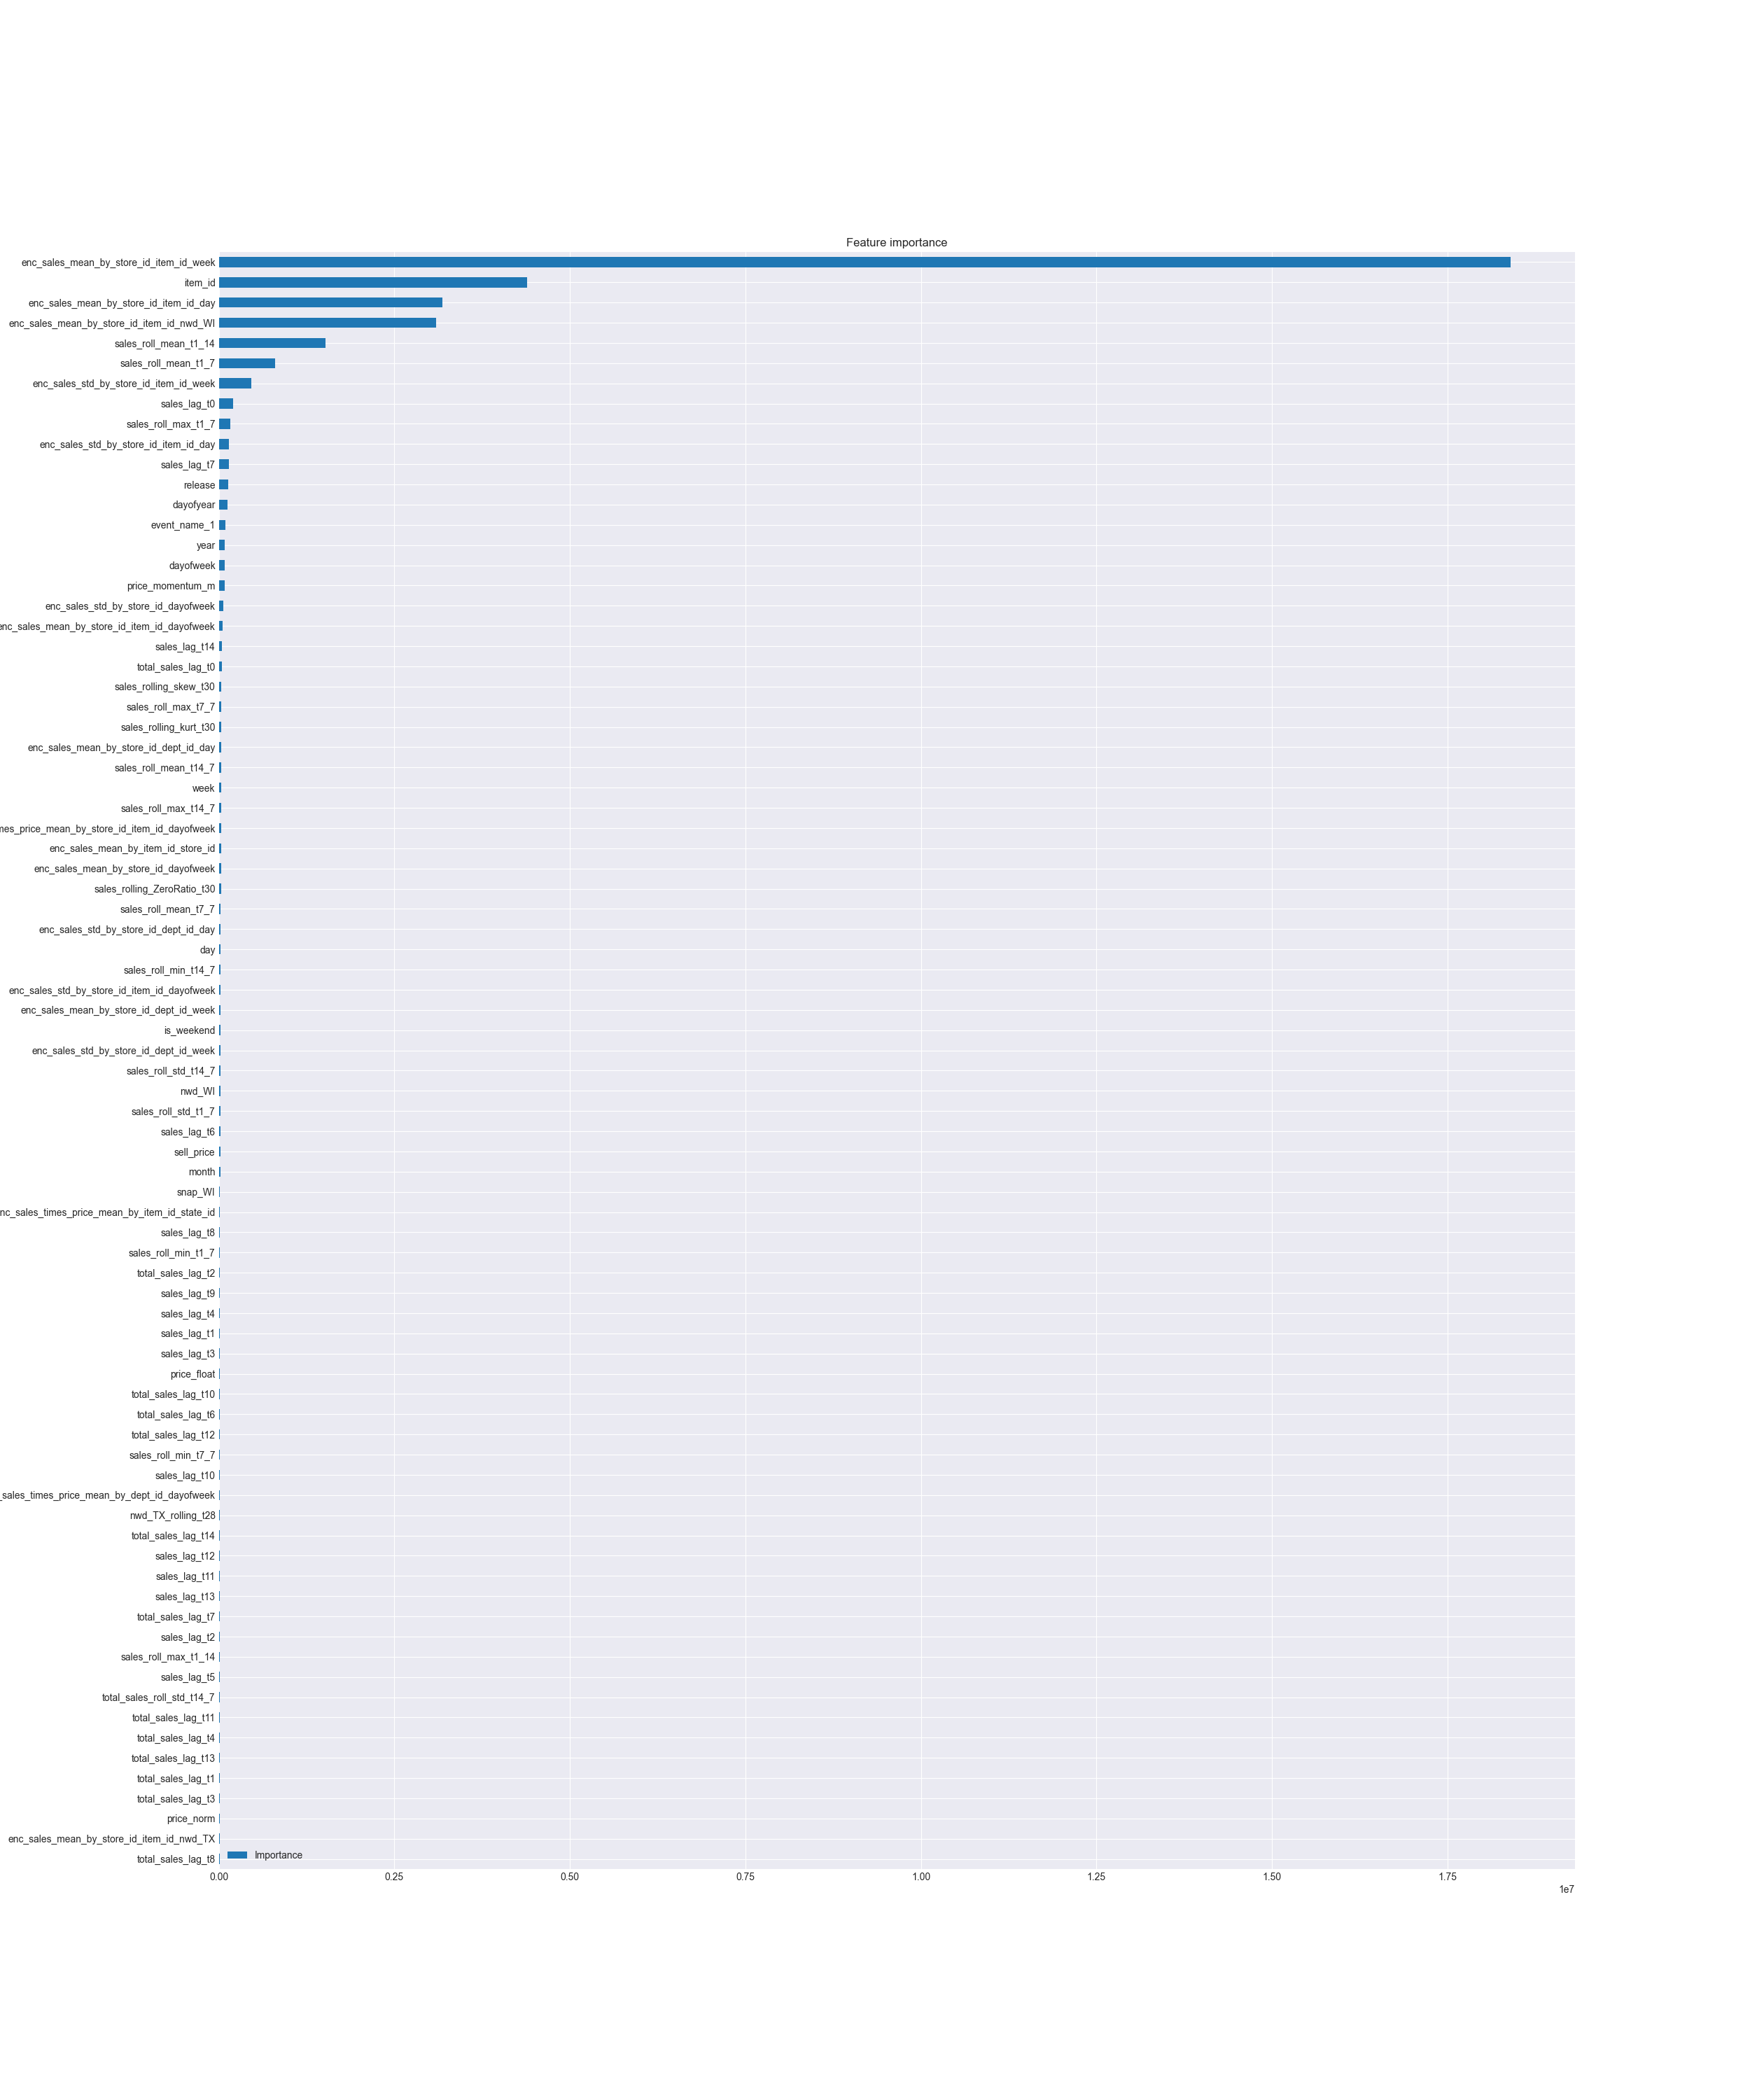 Feature importance
enc_sales_mean_by_store_id_item_id_week
item_id
enc_sales_mean_by_store_id_item_id_day
enc_sales_mean_by_store_id_item_id_nwd_WI
sales_roll_mean_t1_14
sales_roll_mean_t1_7
enc_sales_std_by_store_id_item_id_week
sales_lag_t0
sales_roll_max_t1_7
enc_sales_std_by_store_id_item_id_day
sales_lag_t7
release
dayofyear
event_name_1
year
dayofweek
price_momentum_m
enc_sales_std_by_store_id_dayofweek
enc_sales_mean_by_store_id_item_id_dayofweek
sales_lag_t14
total_sales_lag_t0
sales_rolling_skew_t30
sales_roll_max_t7_7
sales_rolling_kurt_t30
enc_sales_mean_by_store_id_dept_id_day
sales_roll_mean_t14_7
week
sales_roll_max_t14_7
mes_price_mean_by_store_id_item_id_dayofweek
enc_sales_mean_by_item_id_store_id
enc_sales_mean_by_store_id_dayofweek
sales_rolling_ZeroRatio_t30
sales_roll_mean_t7_7
enc_sales_std_by_store_id_dept_id_day
day
sales_roll_min_t14_7
enc_sales_std_by_store_id_item_id_dayofweek
enc_sales_mean_by_store_id_dept_id_week
is_weekend
enc_sales_std_by_store_id_dept_id_week
sales_roll_std_t14_7
nwd_WI
sales_roll_std_t1_7
sales_lag_t6
sell_price
month
snap_WI
nc_sales_times_price_mean_by_item_id_state_id
sales_lag_t8
sales_roll_min_t1_7
total_sales_lag_t2
sales_lag_t9
sales_lag_t4
sales_lag_t1
sales_lag_t3
price_float
total_sales_lag_t10
total_sales_lag_t6
total_sales_lag_t12
sales_roll_min_t7_7
sales_lag_t10
_sales_times_price_mean_by_dept_id_dayofweek
nwd_TX_rolling_t28
total_sales_lag_t14
sales_lag_t12
sales_lag_t11
sales_lag_t13
total_sales_lag_t7
sales_lag_t2
sales_roll_max_t1_14
sales_lag_t5
total_sales_roll_std_t14_7
total_sales_lag_t11
total_sales_lag_t4
total_sales_lag_t13
total_sales_lag_t1
total_sales_lag_t3
price_norm
enc_sales_mean_by_store_id_item_id_nwd_TX
total_sales_lag_t8
Importance
0.00 0.25 0.50 0.75 1.00 1.25 1.50 1.75
1e7